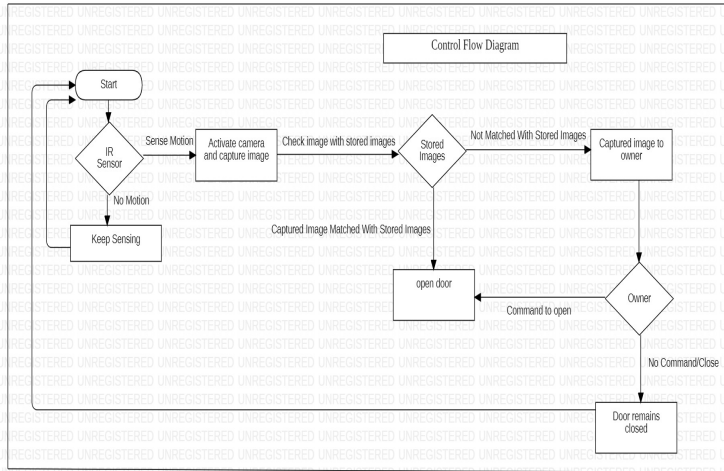 Control Flow Diagram
Start
IR
Sensor
Sense Motion
No Motion
Keep Sensing
Activate camera
and capture image
Check image with stored images
Stored
Images
Not Matched With Stored Images
Captured image to
owner
Captured Image Matched With Stored Images
open door
Command to open
Owner
No Command/Close
Door remains
closed
UNREGISTERED